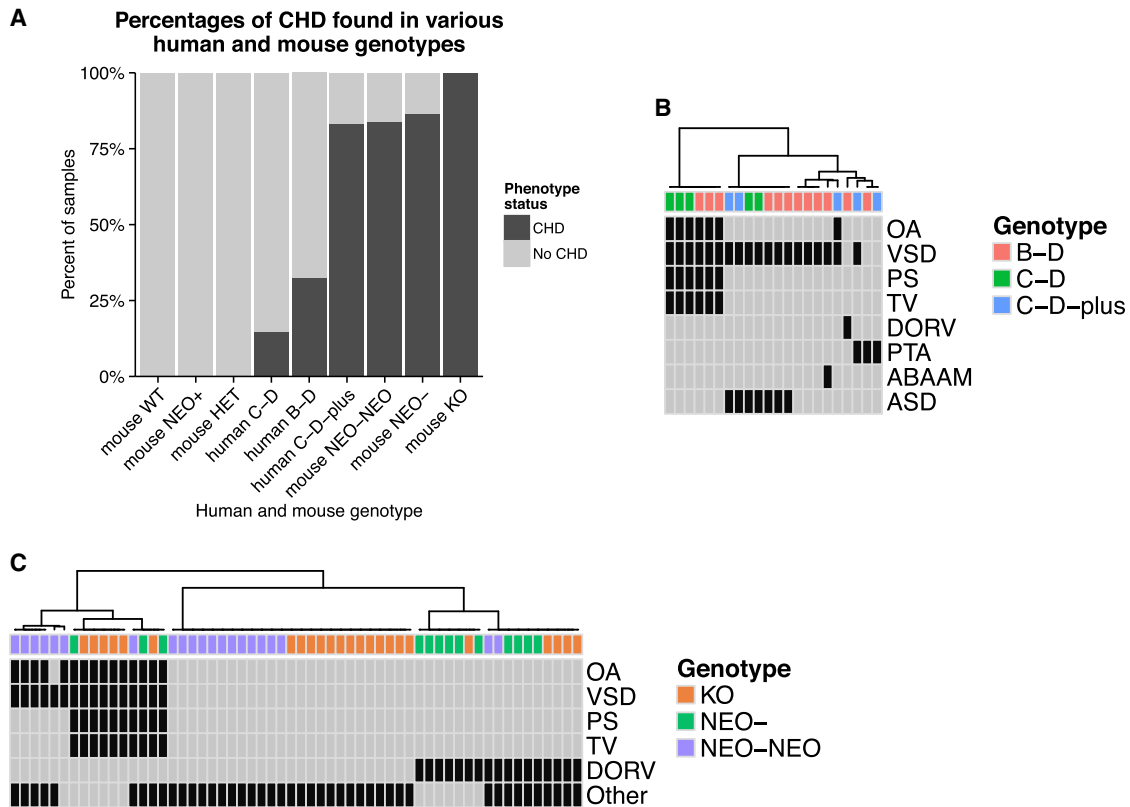 A
Percentages of CHD found in various
human and mouse genotypes
Percent of samples
100%
75%
50%
25%
0%
mouse WT
mouse NEO+
mouse HET
human C−D
human B−D
human C−D−plus
mouse NEO−NEO
mouse NEO−
mouse KO
Human and mouse genotype
Phenotype
status
CHD
No CHD
B
OA
VSD
PS
TV
DORV
PTA
ABAAM
ASD
Genotype
B−D
C−D
C−D−plus
C
OA
VSD
PS
TV
DORV
Other
Genotype
KO
NEO−
NEO−NEO